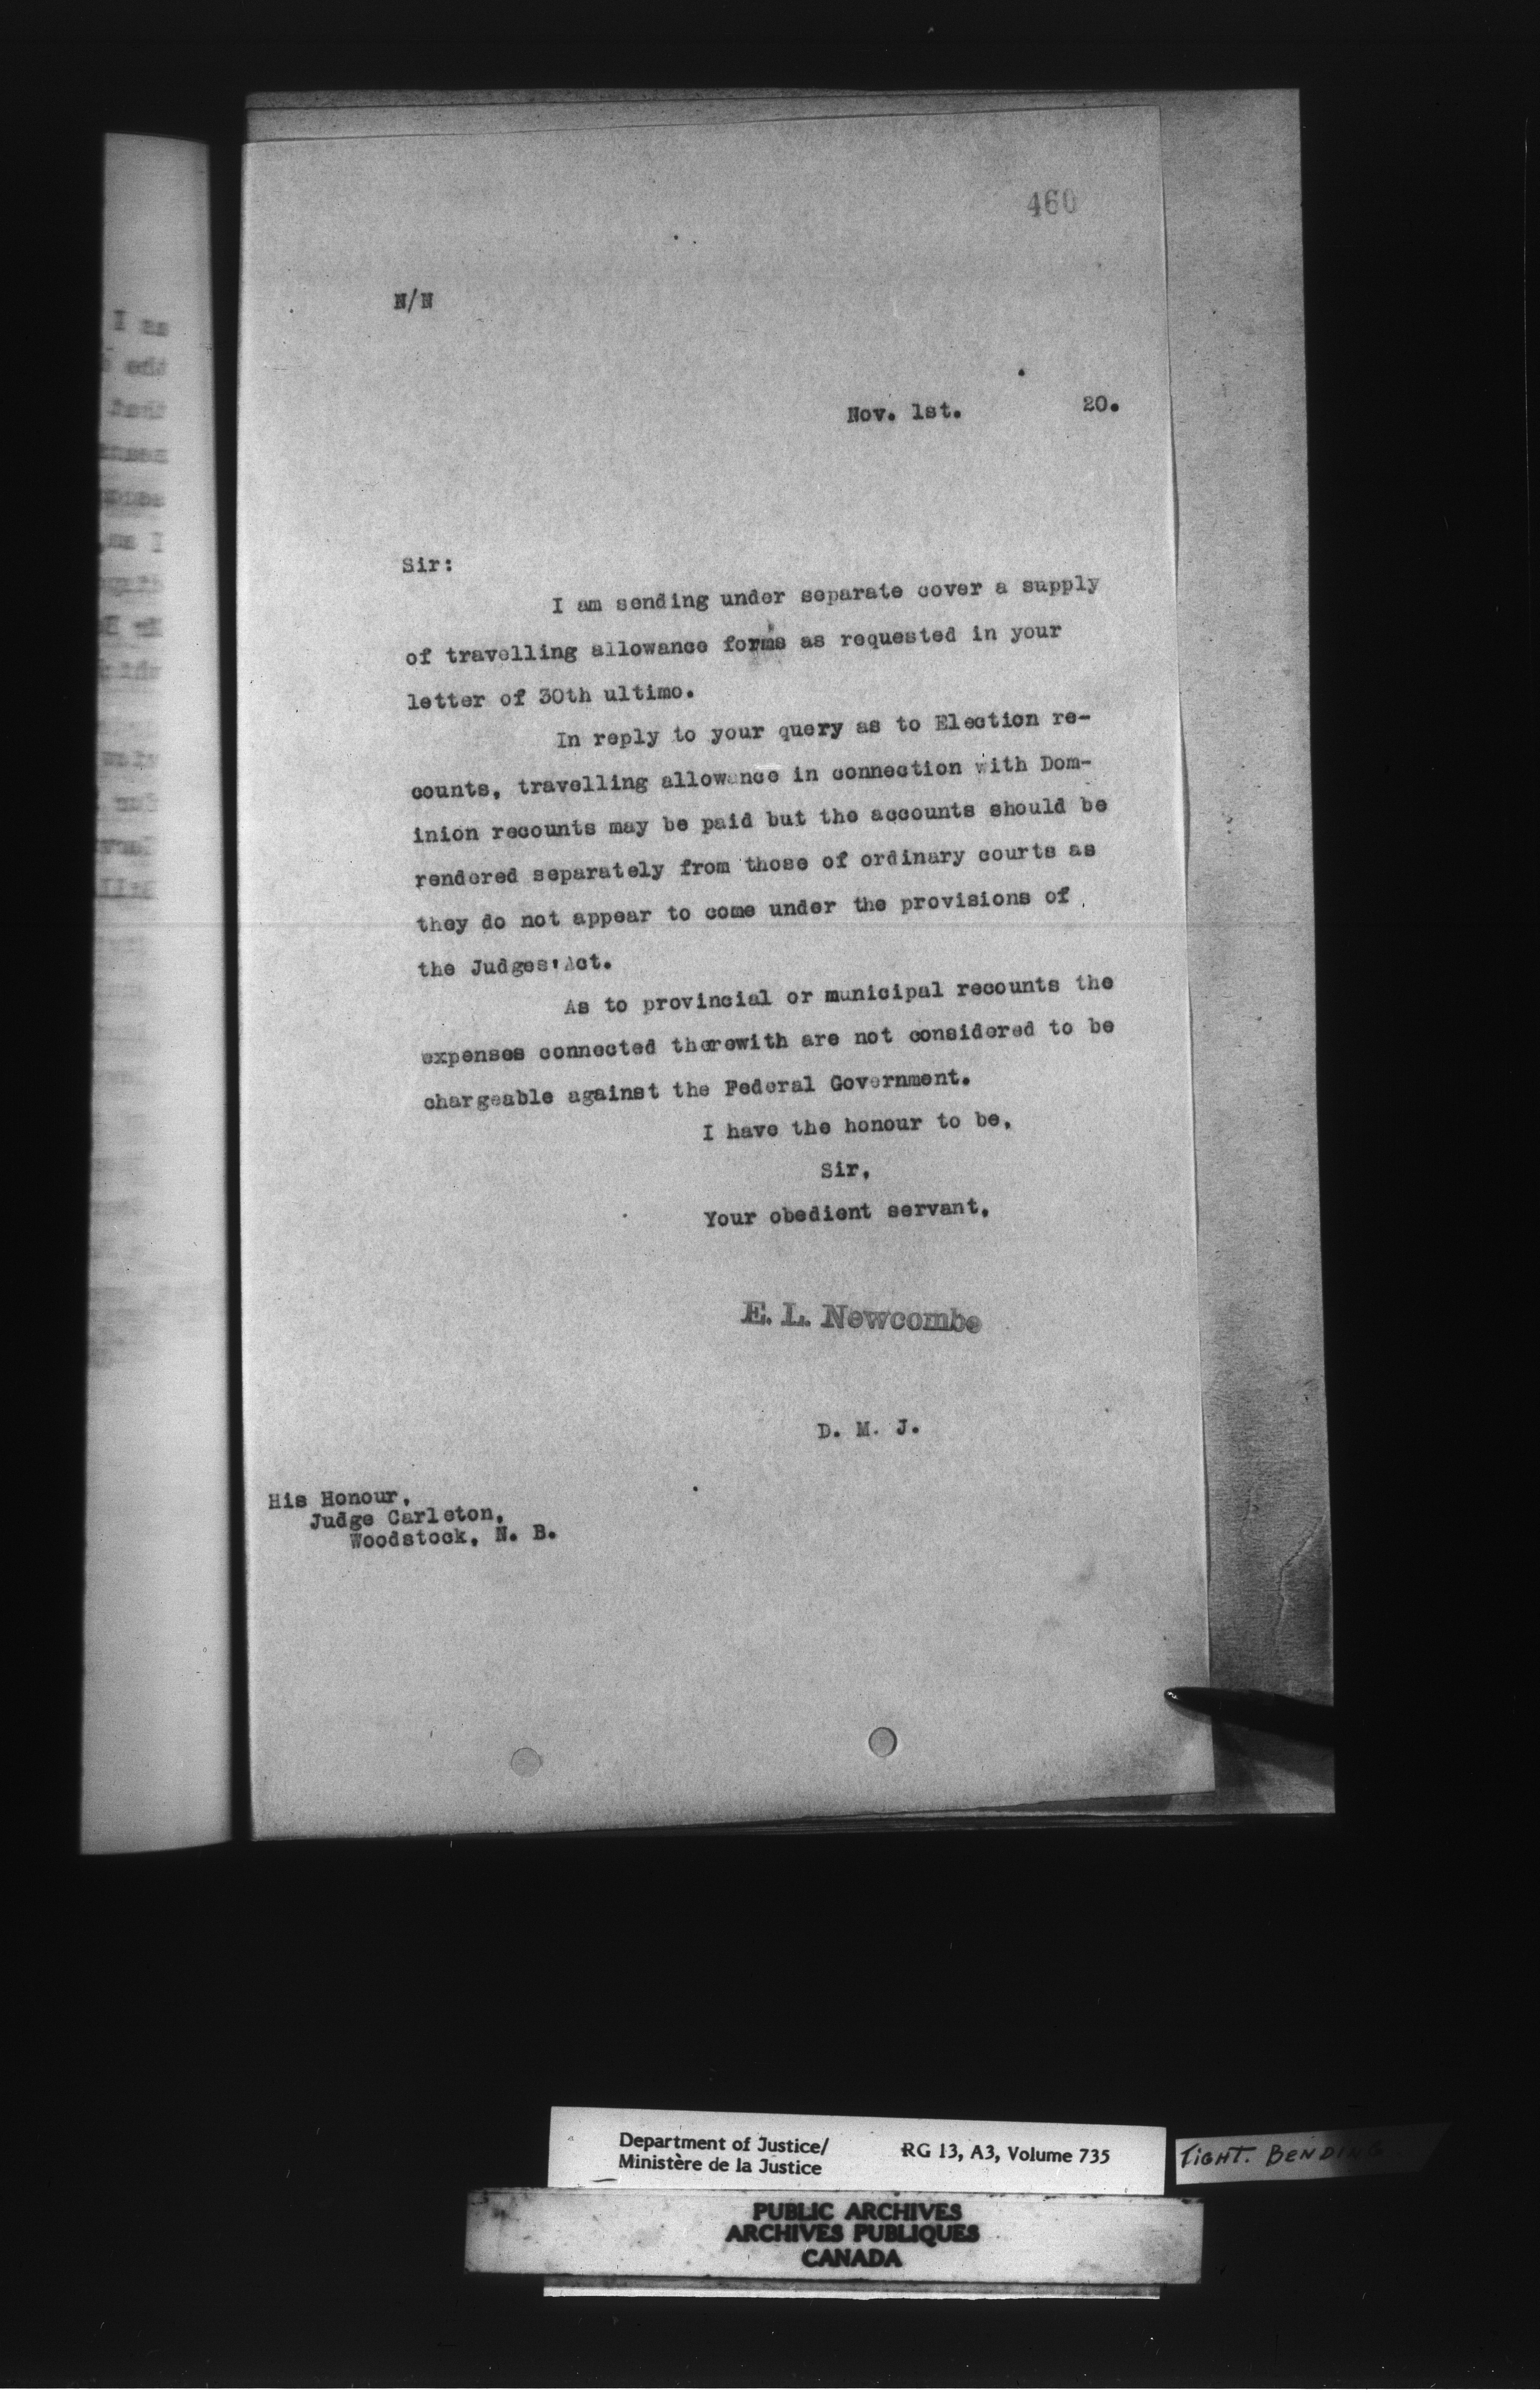 460
N/N
Nov. 1st. 20.
Sir:
I am sending under separate cover a supply
of travelling allowance forms as requested in your
letter of 30th ultimo.
In reply to your query as to Election re-
counts, travelling allowance in connection with Dom-
inion recounts may be paid but the accounts should be
rendered separately from those of ordinary courts as
they do not appear to come under the provisions of
the Judges' Act.
As to provincial or municipal recounts the
expenses connected therewith are not considered to be
chargeable against the Federal Government.
I have the honour to be,
Sir,
Your obedient servant,
E. L. Newcombe
D. M. J.
His Honour,
Judge Carleton,
Woodstock, N. B.
Department of Justice/
Ministère de la Justice
RG 13, A3, Volume 735
TIGHT. BENDING
PUBLIC ARCHIVES
ARCHIVES PUBLIQUES
CANADA